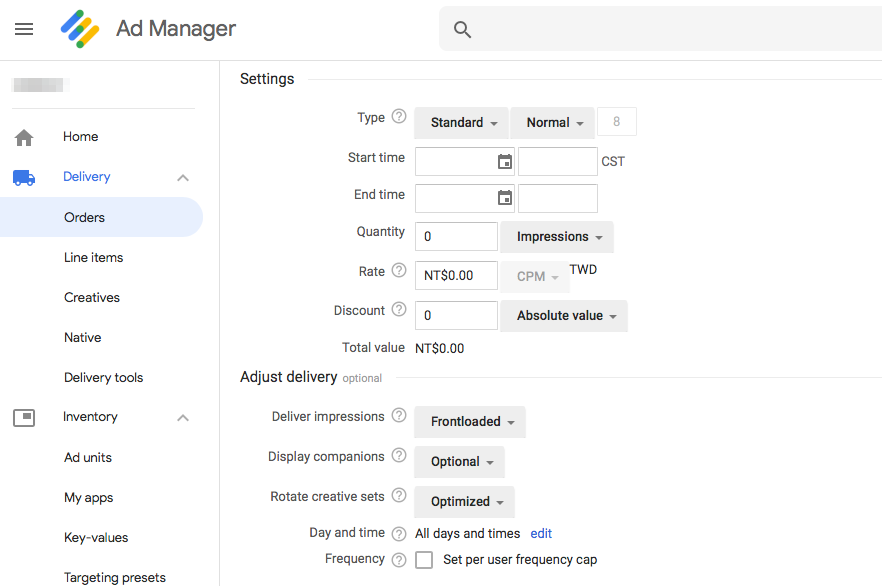 Ad Manager
Home
Delivery
Orders
Line items
Creatives
Native
Delivery tools
Inventory
Ad units
My apps
Key-values
Targeting presets
Settings
Type ? Standard Normal 8
Start time CST
End time
Quantity 0 Impressions
Rate ? NT$0.00 CPM TWD
Discount ? 0 Absolute value
Total value NT$0.00
Adjust delivery optional
Deliver impressions ? Frontloaded
Display companions ? Optional
Rotate creative sets ? Optimized
Day and time ? All days and times edit
Frequency ? Set per user frequency cap